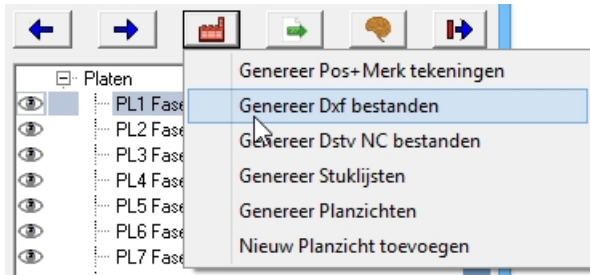 Platen
PL1 Fase
PL2 Fase
PL3 Fase
PL4 Fase
PL5 Fase
PL6 Fase
PL7 Fase
Genereer Pos+Merk tekeningen
Genereer Dxf bestanden
Genereer Dstv NC bestanden
Genereer Stuklijsten
Genereer Planzichten
Nieuw Planzicht toevoegen